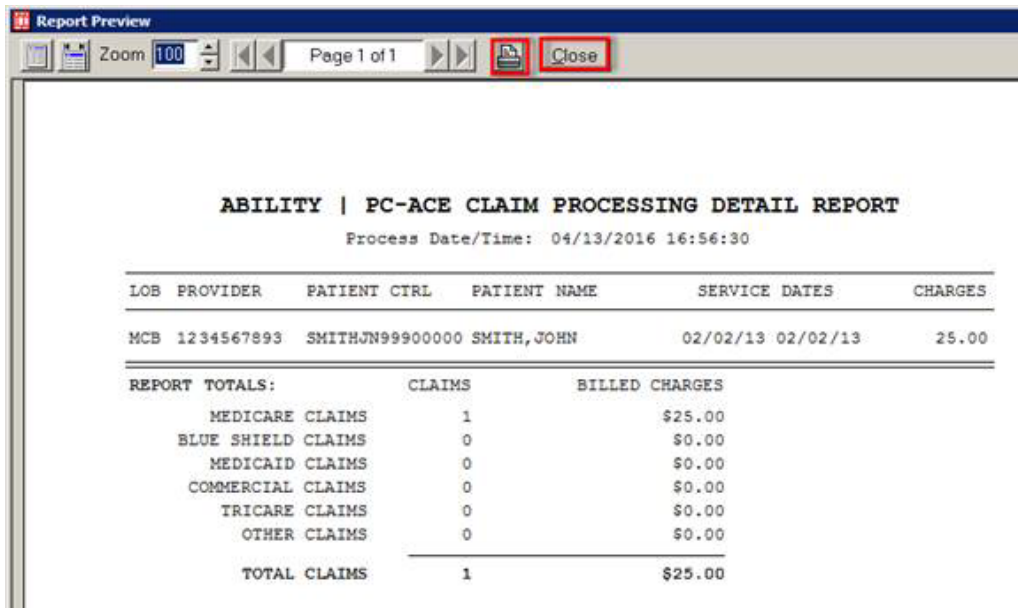 Report Preview
Zoom 100 Page 1 of 1 Close
ABILITY | PC-ACE CLAIM PROCESSING DETAIL REPORT
Process Date/Time: 04/13/2016 16:56:30
LOB PROVIDER PATIENT CTRL PATIENT NAME SERVICE DATES CHARGES
MCB 1234567893 SMITHJN99900000 SMITH,JOHN 02/02/13 02/02/13 25.00
REPORT TOTALS: CLAIMS BILLED CHARGES
MEDICARE CLAIMS 1 $25.00
BLUE SHIELD CLAIMS 0 $0.00
MEDICAID CLAIMS 0 $0.00
COMMERCIAL CLAIMS 0 $0.00
TRICARE CLAIMS 0 $0.00
OTHER CLAIMS 0 $0.00
TOTAL CLAIMS 1 $25.00